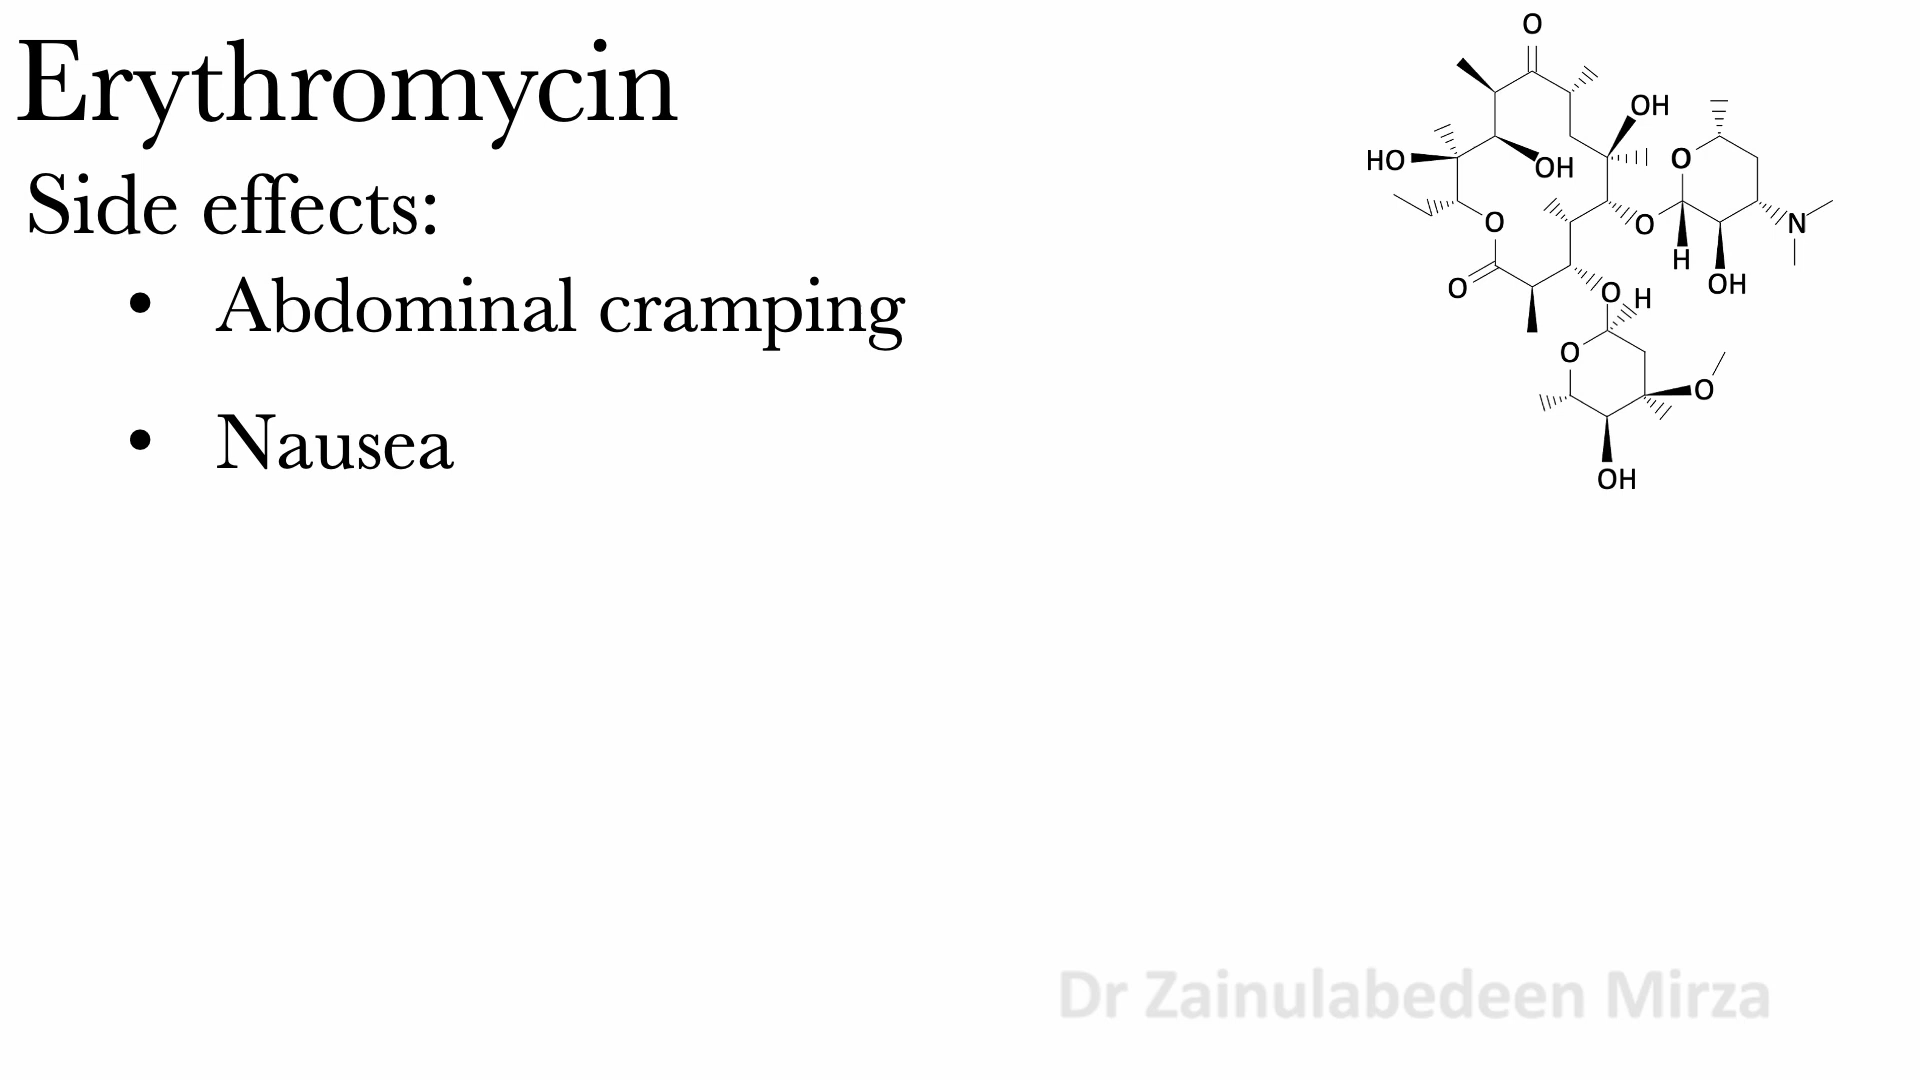 Erythromycin
Side effects:
• Abdominal cramping
• Nausea
O
OH
HO
OH
O
O
O
N
H
OH
O
O
H
O
O
OH
Dr Zainulabedeen Mirza